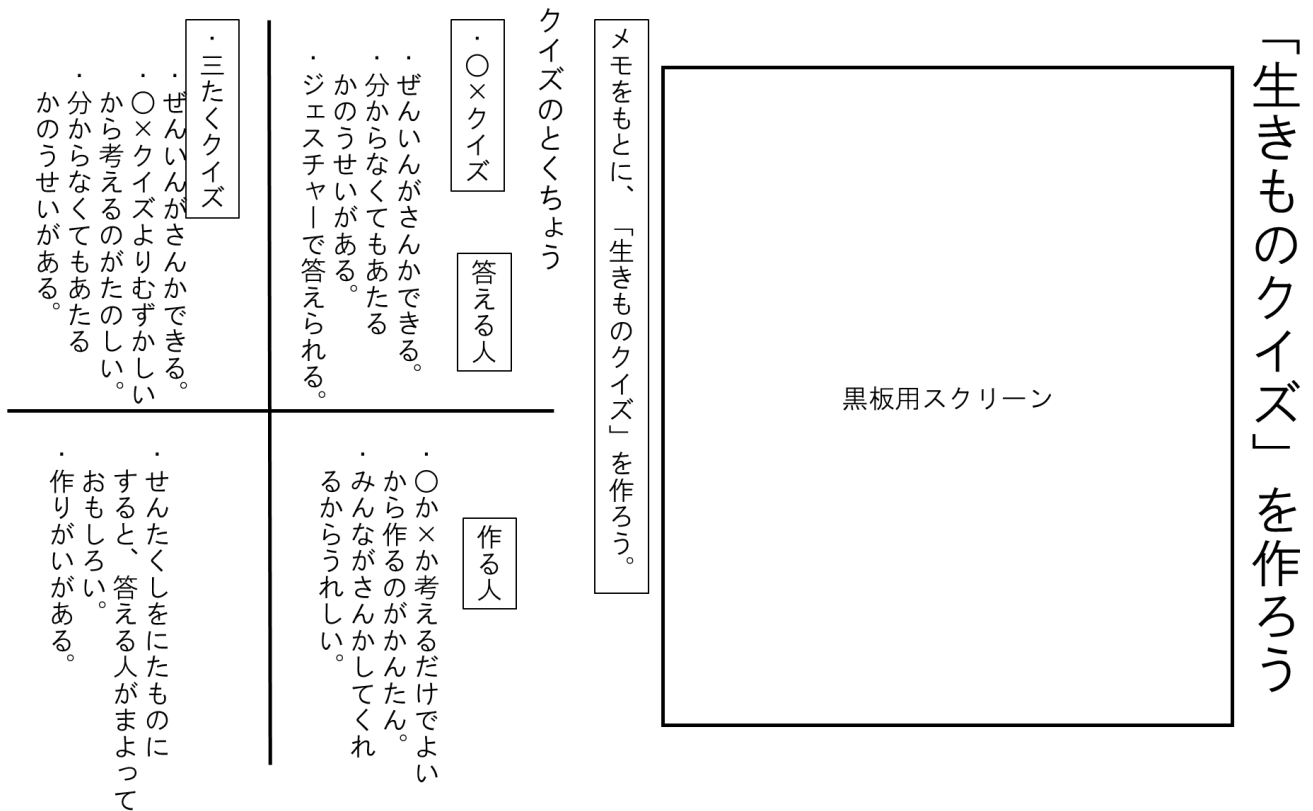 「生きものクイズ」を作ろう
黒板用スクリーン
メモをもとに、「生きものクイズ」を作ろう。
クイズのとくちょう
答える人
作る人
・〇×クイズ
・ぜんいんがさんかできる。
・分からなくてもあたる
かのうせいがある。
・ジェスチャーで答えられる。
・〇か×か考えるだけでよい
から作るのがかんたん。
・みんながさんかしてくれ
るからうれしい。
・三たくクイズ
・ぜんいんがさんかできる。
・〇×クイズよりむずかしい
から考えるのがたのしい。
・分からなくてもあたる
かのうせいがある。
・せんたくしをにたものに
すると、答える人がまよって
おもしろい。
・作りがいがある。